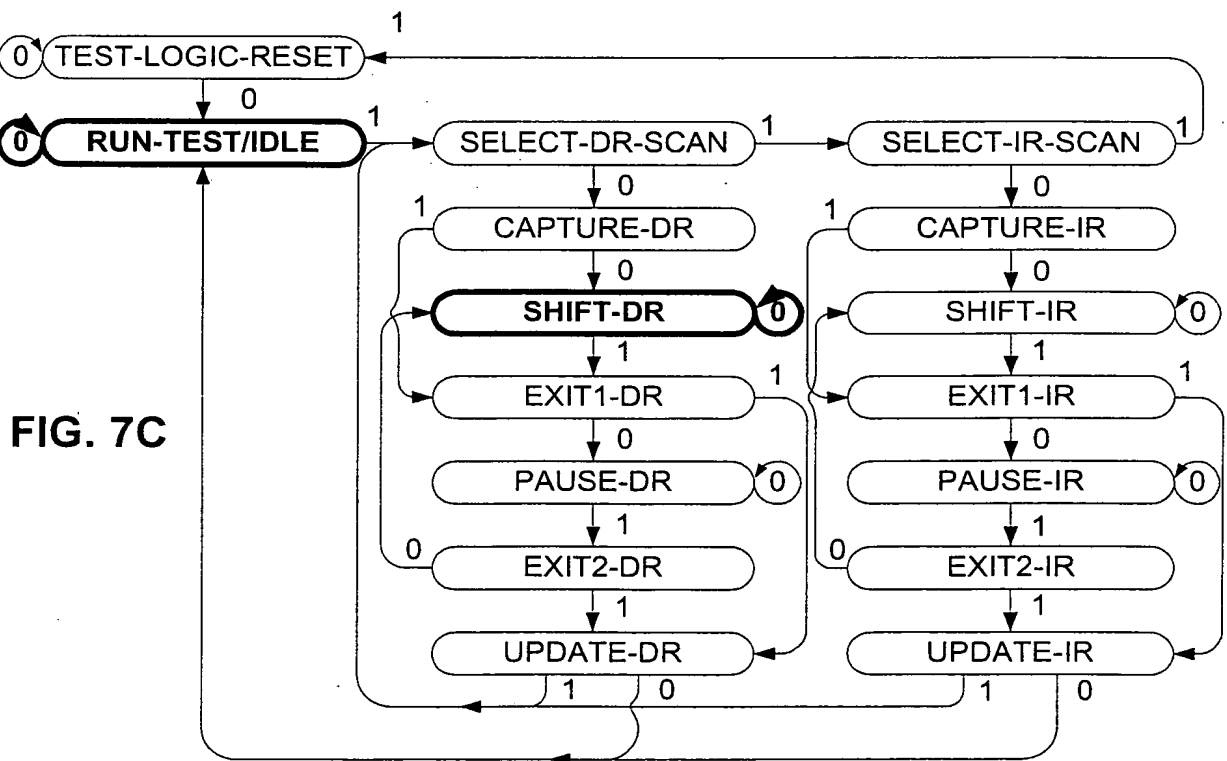 1
0 TEST-LOGIC-RESET
0
0 RUN-TEST/IDLE 1 SELECT-DR-SCAN 1 SELECT-IR-SCAN 1
0 0
1 CAPTURE-DR 1 CAPTURE-IR
0 0
SHIFT-DR 0 SHIFT-IR 0
1 1
EXIT1-DR 1 EXIT1-IR 1
FIG. 7C
0 0
PAUSE-DR 0 PAUSE-IR 0
1 1
0 EXIT2-DR 0 EXIT2-IR
1 1
UPDATE-DR UPDATE-IR
1 0 1 0